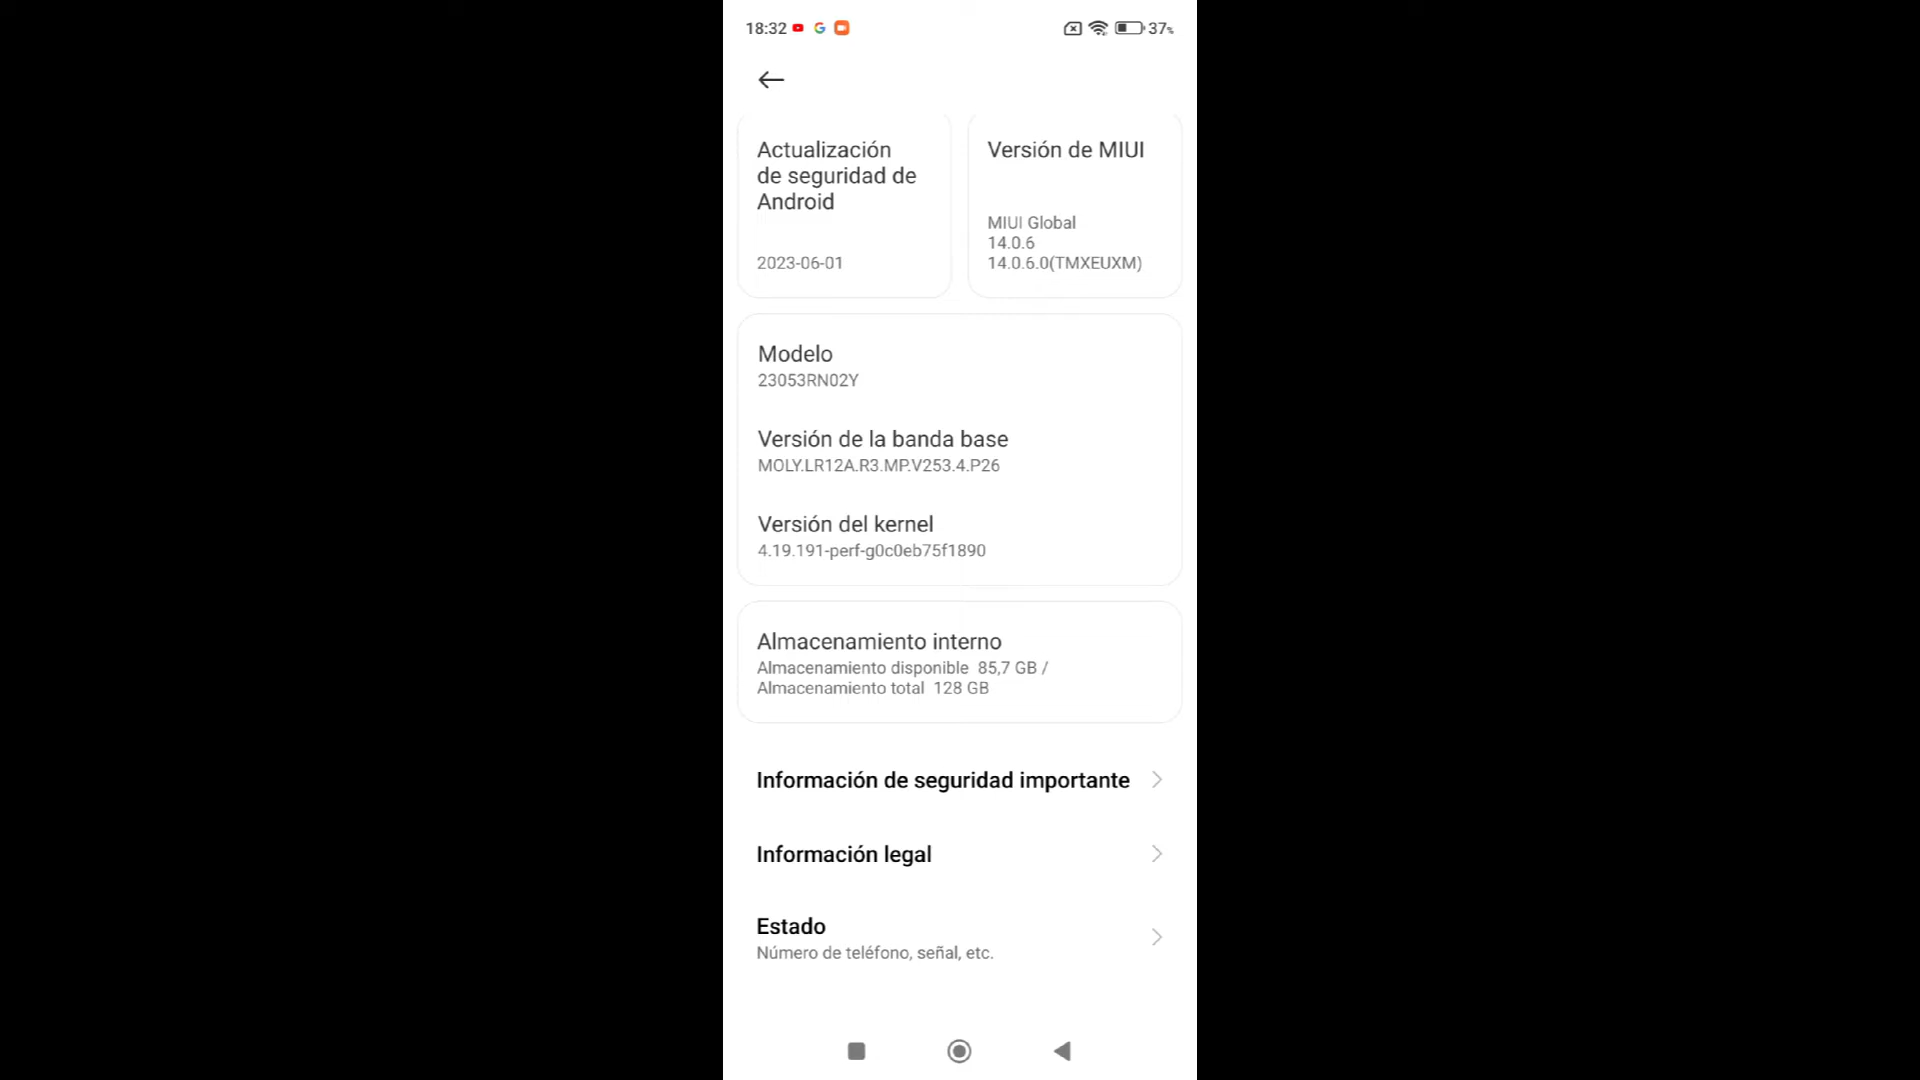 18:32 37%
Actualización
de seguridad de
Android
2023-06-01
Versión de MIUI
MIUI Global
14.0.6
14.0.6.0(TMXEUXM)
Modelo
23053RN02Y
Versión de la banda base
MOLY.LR12A.R3.MP.V253.4.P26
Versión del kernel
4.19.191-perf-g0c0eb75f1890
Almacenamiento interno
Almacenamiento disponible 85,7 GB /
Almacenamiento total 128 GB
Información de seguridad importante
Información legal
Estado
Número de teléfono, señal, etc.